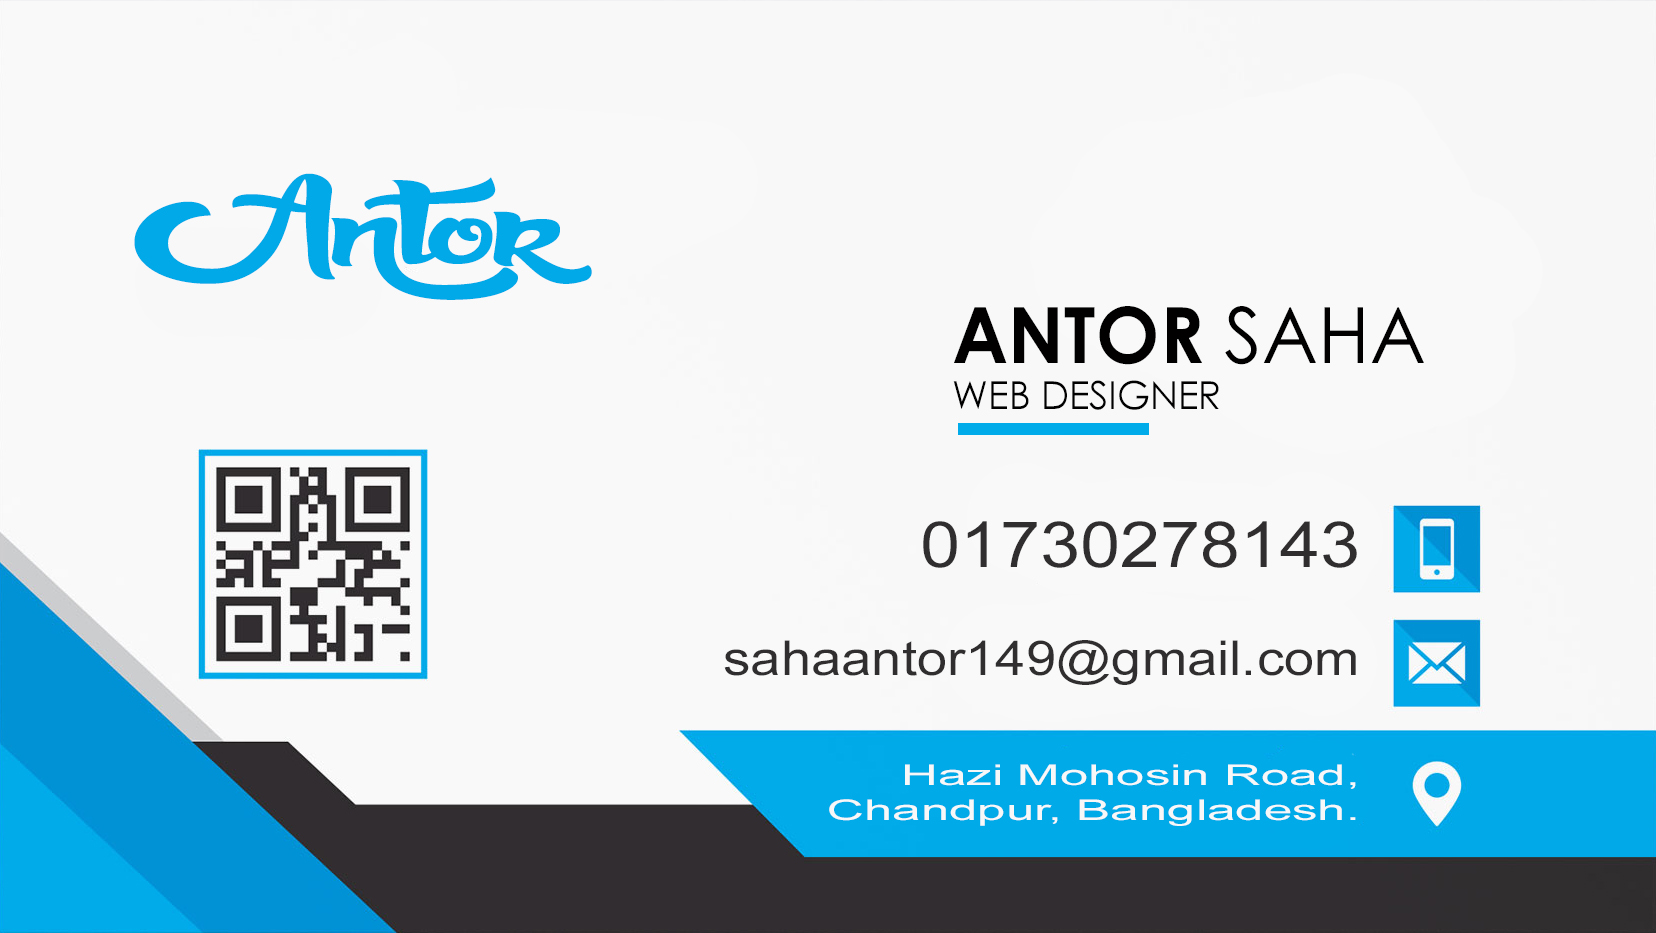 Antor
ANTOR SAHA
WEB DESIGNER
01730278143
sahaantor149@gmail.com
Hazi Mohosin Road,
Chandpur, Bangladesh.